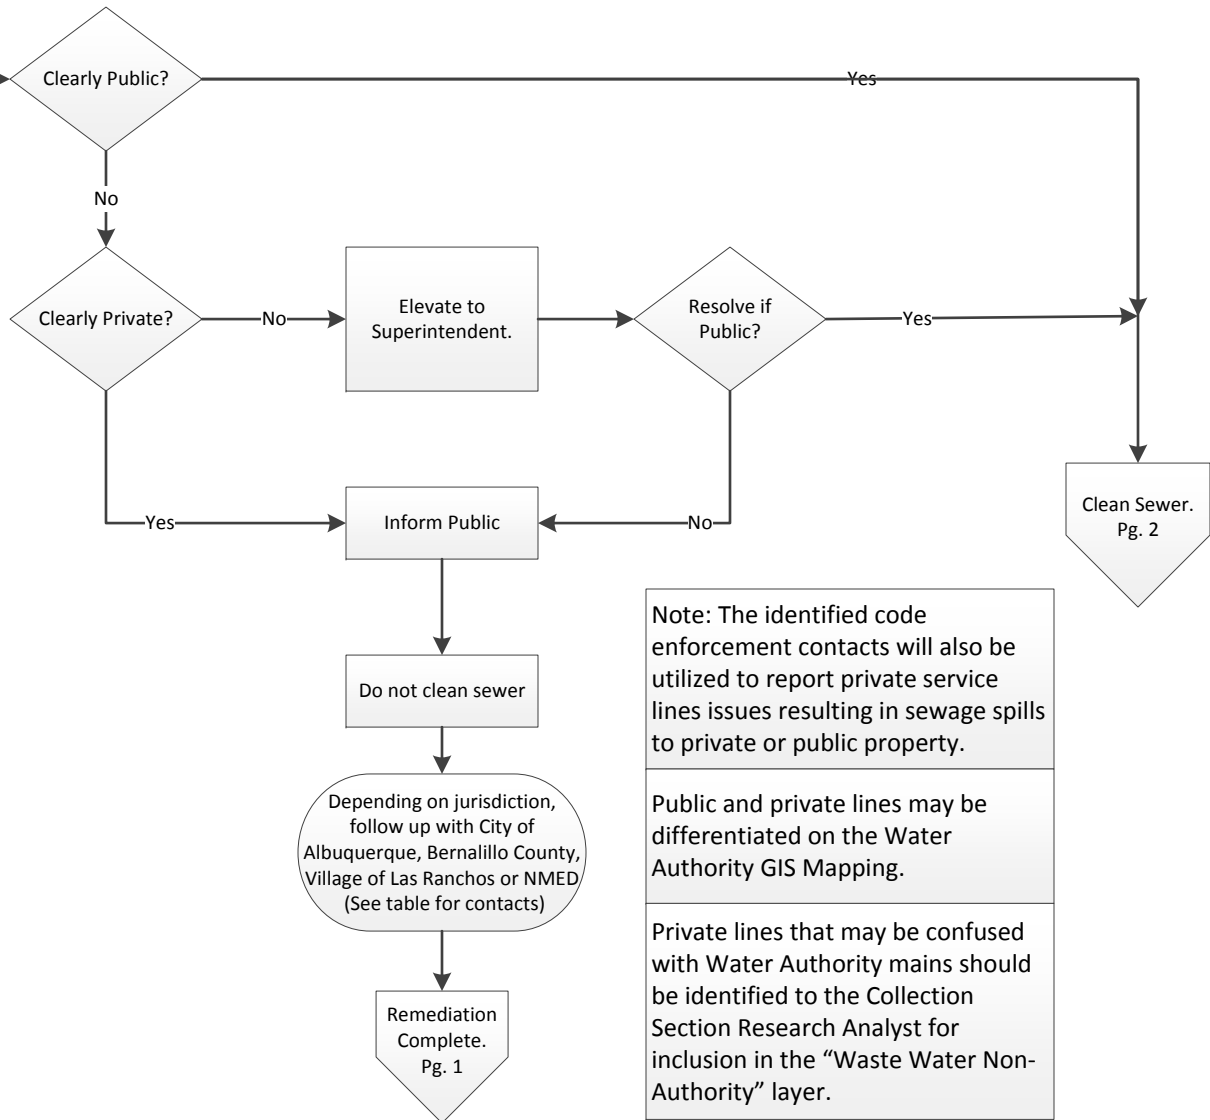 Clearly Public?
Yes
No
Clearly Private?
No
Elevate to
Superintendent.
Resolve if
Public?
Yes
Yes
Inform Public
No
Clean Sewer.
Pg. 2
Do not clean sewer
Depending on jurisdiction,
follow up with City of
Albuquerque, Bernalillo County,
Village of Las Ranchos or NMED
(See table for contacts)
Remediation
Complete.
Pg. 1
Note: The identified code
enforcement contacts will also be
utilized to report private service
lines issues resulting in sewage spills
to private or public property.
Public and private lines may be
differentiated on the Water
Authority GIS Mapping.
Private lines that may be confused
with Water Authority mains should
be identified to the Collection
Section Research Analyst for
inclusion in the “Waste Water Non-
Authority” layer.